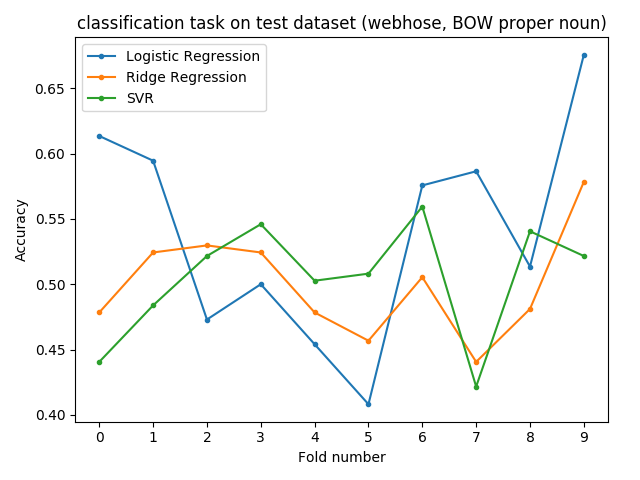 classification task on test dataset (webhose, BOW proper noun)
Logistic Regression
Ridge Regression
SVR
0.65
0.60
0.55
0.50
0.45
0.40
Accuracy
0 1 2 3 4 5 6 7 8 9
Fold number